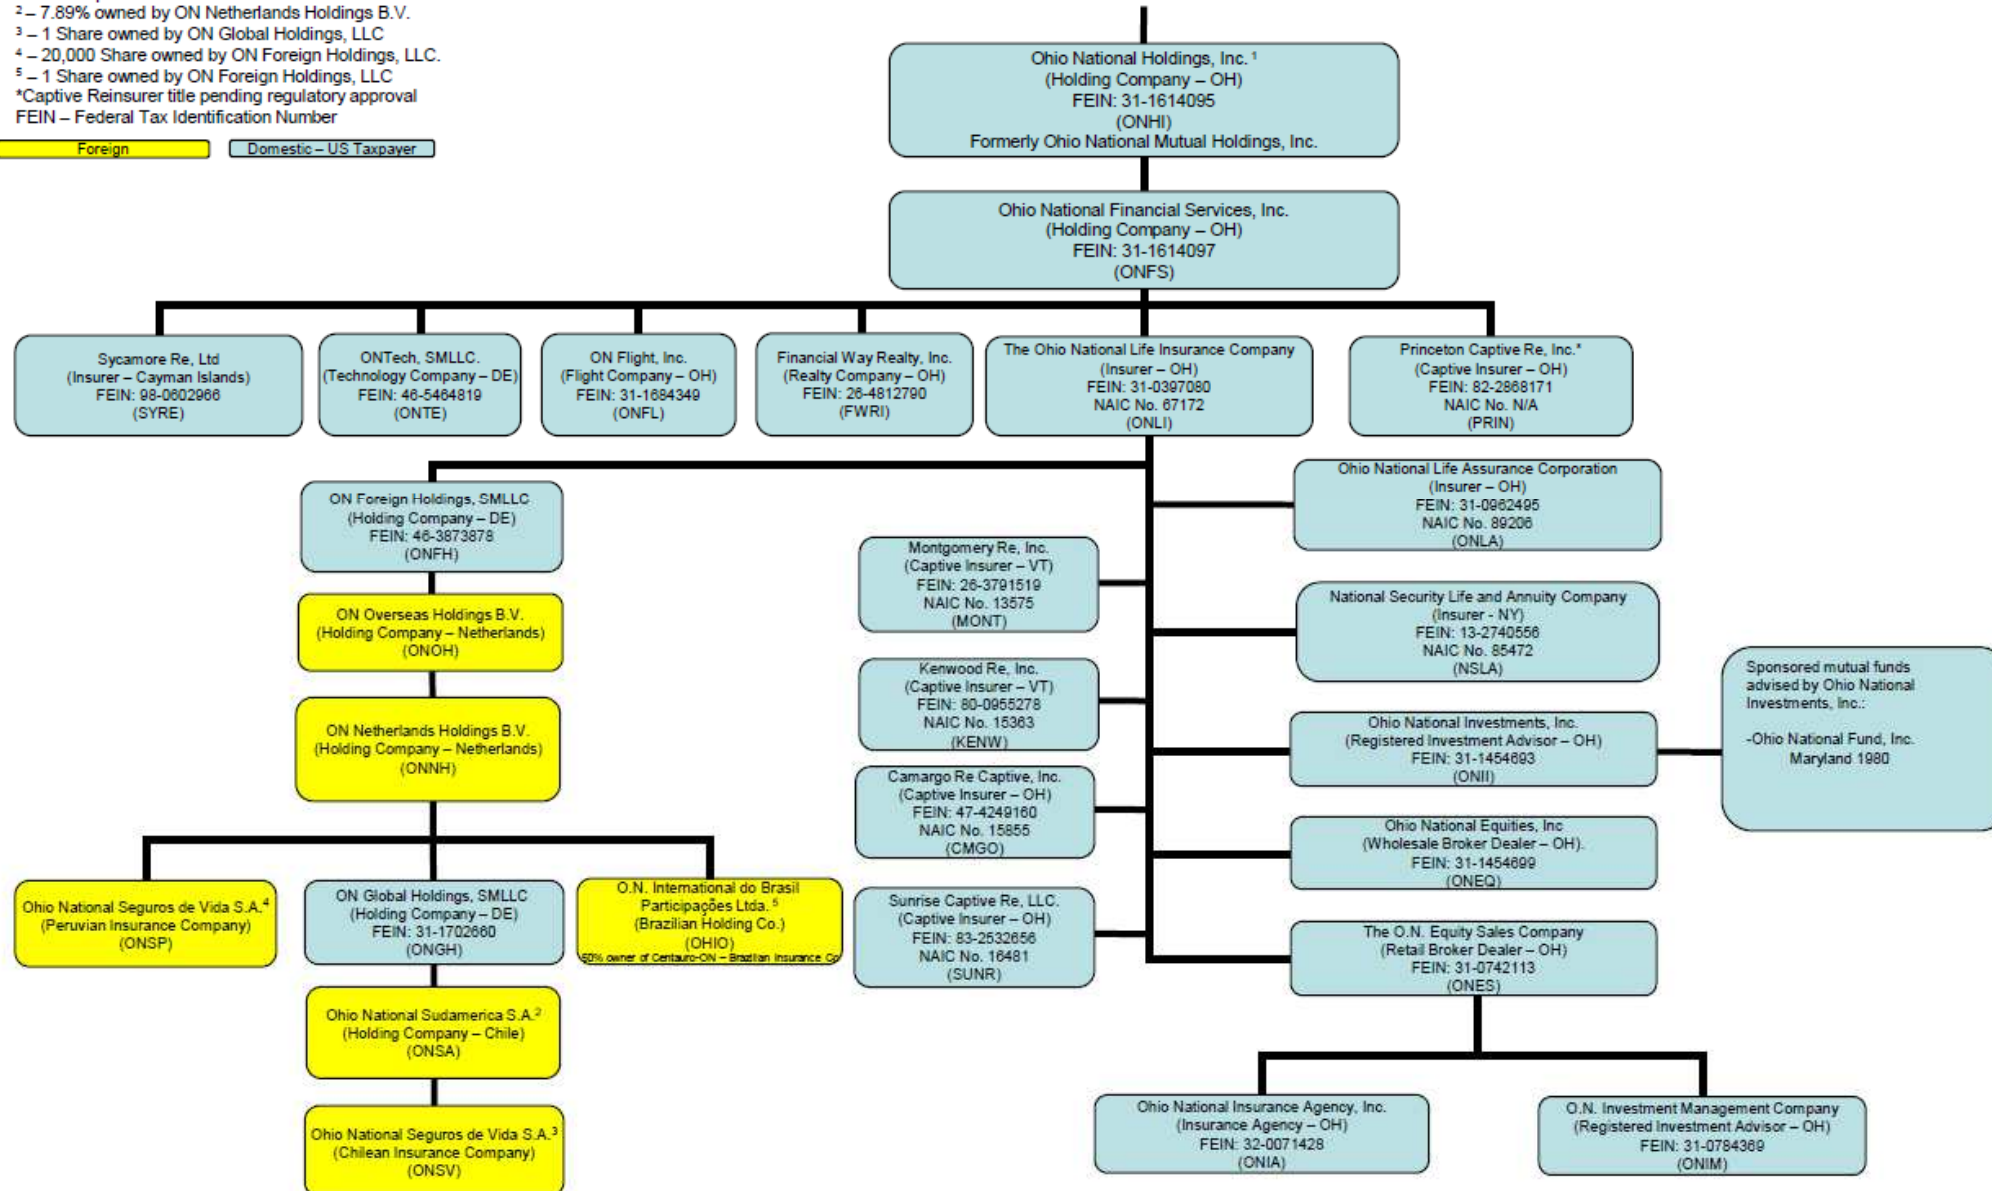 ² – 7.89% owned by ON Netherlands Holdings B.V.
³ – 1 Share owned by ON Global Holdings, LLC
⁴ – 20,000 Share owned by ON Foreign Holdings, LLC.
⁵ – 1 Share owned by ON Foreign Holdings, LLC
*Captive Reinsurer title pending regulatory approval
FEIN – Federal Tax Identification Number
Foreign
Domestic – US Taxpayer
Ohio National Holdings, Inc. ¹
(Holding Company – OH)
FEIN: 31-1614095
(ONHI)
Formerly Ohio National Mutual Holdings, Inc.
Ohio National Financial Services, Inc.
(Holding Company – OH)
FEIN: 31-1614097
(ONFS)
Sycamore Re, Ltd
(Insurer – Cayman Islands)
FEIN: 98-0602966
(SYRE)
ONTech, SMLLC.
(Technology Company – DE)
FEIN: 46-5464819
(ONTE)
ON Flight, Inc.
(Flight Company – OH)
FEIN: 31-1684349
(ONFL)
Financial Way Realty, Inc.
(Realty Company – OH)
FEIN: 26-4812790
(FWRI)
The Ohio National Life Insurance Company
(Insurer – OH)
FEIN: 31-0397080
NAIC No. 67172
(ONLI)
Princeton Captive Re, Inc.*
(Captive Insurer – OH)
FEIN: 82-2868171
NAIC No. N/A
(PRIN)
ON Foreign Holdings, SMLLC
(Holding Company – DE)
FEIN: 46-3873878
(ONFH)
ON Overseas Holdings B.V.
(Holding Company – Netherlands)
(ONOH)
ON Netherlands Holdings B.V.
(Holding Company – Netherlands)
(ONNH)
Ohio National Seguros de Vida S.A.⁴
(Peruvian Insurance Company)
(ONSP)
ON Global Holdings, SMLLC
(Holding Company – DE)
FEIN: 31-1702660
(ONGH)
O.N. International do Brasil
Participações Ltda. ⁵
(Brazilian Holding Co.)
(OHIO)
50% owner of Centauro-ON – Brazilian Insurance Co
Ohio National Sudamerica S.A.²
(Holding Company – Chile)
(ONSA)
Ohio National Seguros de Vida S.A.³
(Chilean Insurance Company)
(ONSV)
Montgomery Re, Inc.
(Captive Insurer – VT)
FEIN: 26-3791519
NAIC No. 13575
(MONT)
Kenwood Re, Inc.
(Captive Insurer – VT)
FEIN: 80-0955278
NAIC No. 15363
(KENW)
Camargo Re Captive, Inc.
(Captive Insurer – OH)
FEIN: 47-4249160
NAIC No. 15855
(CMGO)
Sunrise Captive Re, LLC.
(Captive Insurer – OH)
FEIN: 83-2532656
NAIC No. 16481
(SUNR)
Ohio National Life Assurance Corporation
(Insurer – OH)
FEIN: 31-0962495
NAIC No. 89206
(ONLA)
National Security Life and Annuity Company
(Insurer - NY)
FEIN: 13-2740556
NAIC No. 85472
(NSLA)
Ohio National Investments, Inc.
(Registered Investment Advisor – OH)
FEIN: 31-1454693
(ONII)
Sponsored mutual funds
advised by Ohio National
Investments, Inc.:
-Ohio National Fund, Inc.
Maryland 1980
Ohio National Equities, Inc
(Wholesale Broker Dealer – OH).
FEIN: 31-1454699
(ONEQ)
The O.N. Equity Sales Company
(Retail Broker Dealer – OH)
FEIN: 31-0742113
(ONES)
Ohio National Insurance Agency, Inc.
(Insurance Agency – OH)
FEIN: 32-0071428
(ONIA)
O.N. Investment Management Company
(Registered Investment Advisor – OH)
FEIN: 31-0784369
(ONIM)